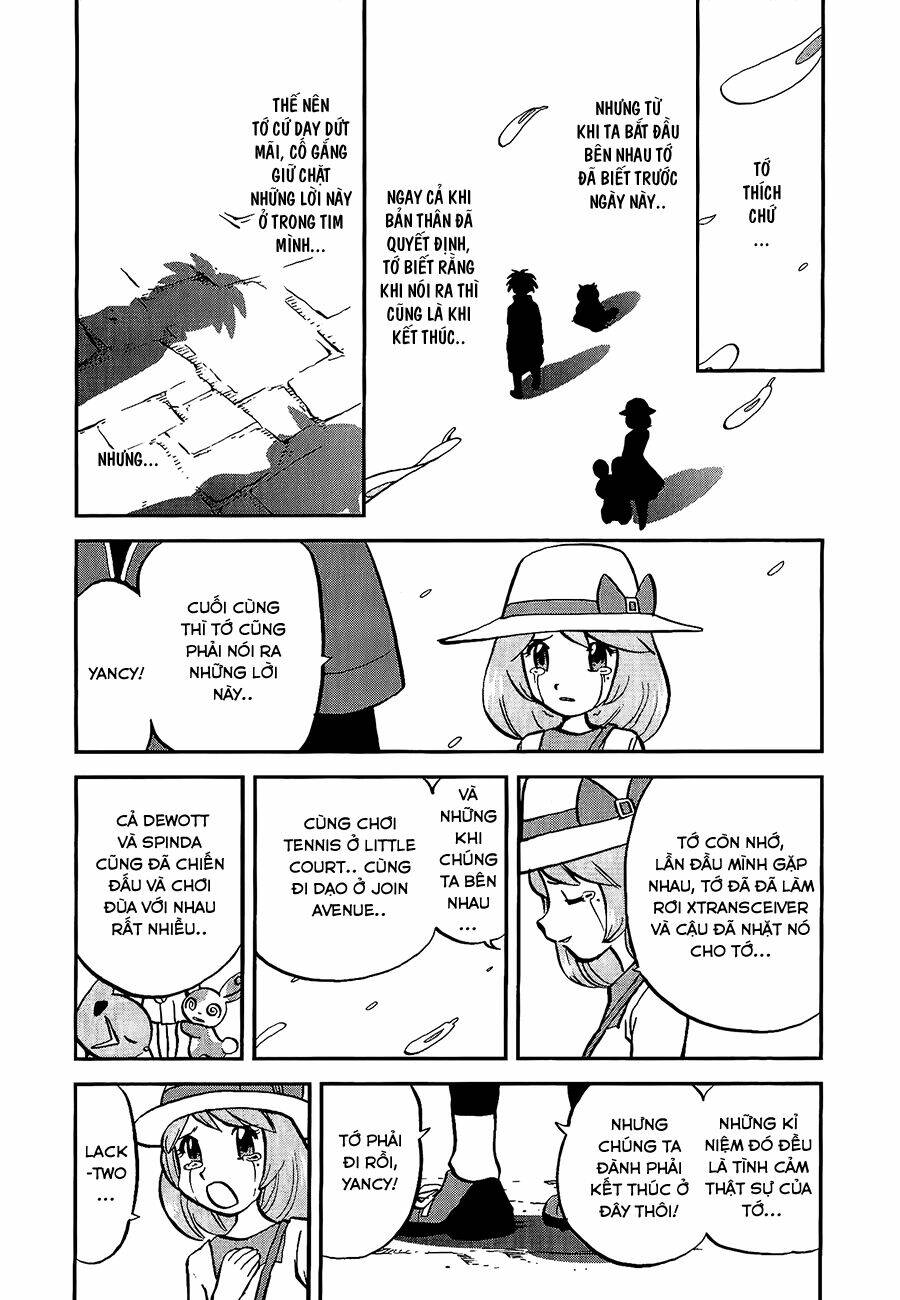 TỚ
THÍCH
CHỨ
...
NHƯNG TỪ
KHI TA BẮT ĐẦU
BÊN NHAU TỚ
ĐÃ BIẾT TRƯỚC
NGÀY NÀY..
NGAY CẢ KHI
BẢN THÂN ĐÃ
QUYẾT ĐỊNH,
TỚ BIẾT RẰNG
KHI NÓI RA THÌ
CŨNG LÀ KHI
KẾT THÚC..
THẾ NÊN
TỚ CỨ DAY DỨT
MÃI, CỐ GẮNG
GIỮ CHẶT
NHỮNG LỜI NÀY
Ở TRONG TIM
MÌNH...
NHƯNG...
CUỐI CÙNG
THÌ TỚ CŨNG
PHẢI NÓI RA
NHỮNG LỜI
NÀY..
YANCY!
TỚ CÒN NHỚ,
LẦN ĐẦU MÌNH GẶP
NHAU, TỚ ĐÃ ĐÃ LÀM
RƠI XTRANSCEIVER
VÀ CẬU ĐÃ NHẶT NÓ
CHO TỚ...
VÀ
NHỮNG
KHI
CHÚNG
TA BÊN
NHAU
...
CÙNG CHƠI
TENNIS Ở LITTLE
COURT.. CÙNG
ĐI DẠO Ở JOIN
AVENUE..
CẢ DEWOTT
VÀ SPINDA
CŨNG ĐÃ CHIẾN
ĐẤU VÀ CHƠI
ĐÙA VỚI NHAU
RẤT NHIỀU..
NHỮNG KỈ
NIỆM ĐÓ ĐỀU
LÀ TÌNH CẢM
THẬT SỰ CỦA
TỚ...
NHƯNG
CHÚNG TA
ĐÀNH PHẢI
KẾT THÚC Ở
ĐÂY THÔI!
TỚ PHẢI
ĐI RỒI,
YANCY!
LACK
-TWO
...